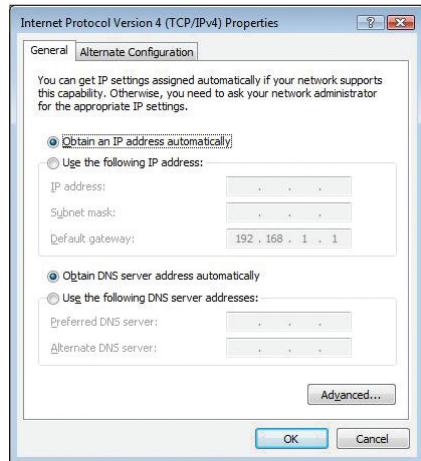 Internet Protocol Version 4 (TCP/IPv4) Properties
General
Alternate Configuration
You can get IP settings assigned automatically if your network supports
this capability. Otherwise, you need to ask your network administrator
for the appropriate IP settings.
Obtain an IP address automatically
Use the following IP address:
IP address:
Subnet mask:
Default gateway: 192 . 168 . 1 . 1
Obtain DNS server address automatically
Use the following DNS server addresses:
Preferred DNS server:
Alternate DNS server:
Advanced...
OK
Cancel